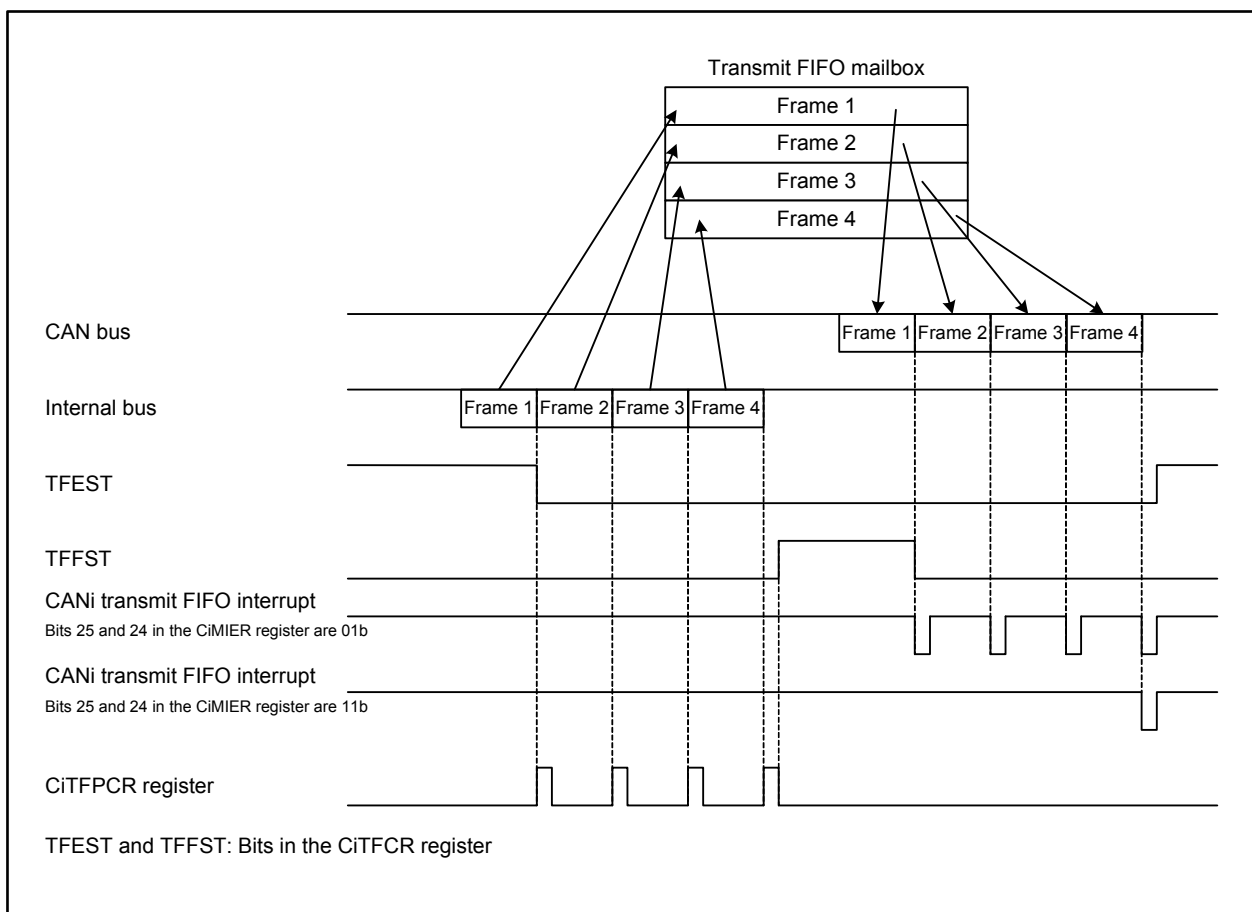 Transmit FIFO mailbox
Frame 1
Frame 2
Frame 3
Frame 4
CAN bus
Frame 1 Frame 2 Frame 3 Frame 4
Internal bus
Frame 1 Frame 2 Frame 3 Frame 4
TFEST
TFFST
CANi transmit FIFO interrupt
Bits 25 and 24 in the CiMIER register are 01b
CANi transmit FIFO interrupt
Bits 25 and 24 in the CiMIER register are 11b
CiTFPCR register
TFEST and TFFST: Bits in the CiTFCR register